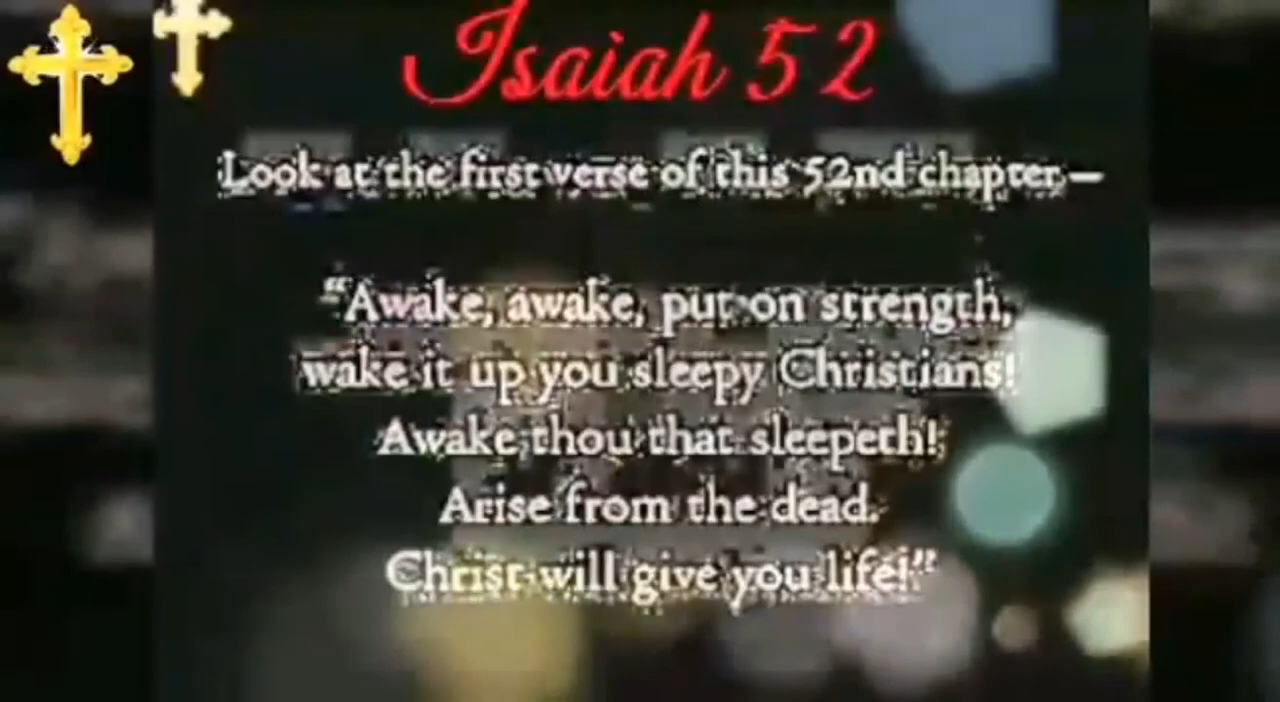 Isaiah 52
Look at the first verse of this 52nd chapter—
“Awake, awake, put on strength,
wake it up you sleepy Christians!
Awake, thou that sleepeth!
Arise from the dead.
Christ will give you life!”